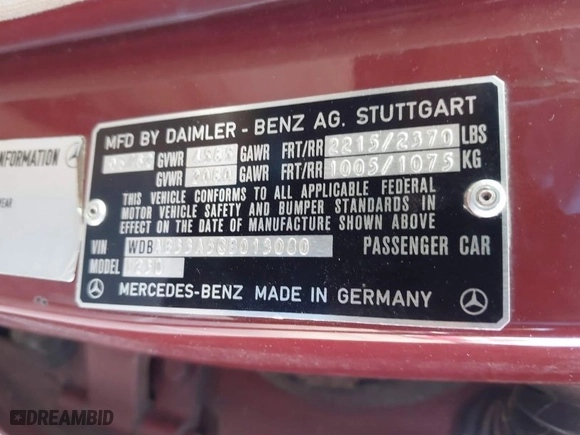 NFORMATION
YEAR
MFD BY DAIMLER - BENZ AG. STUTTGART
GVWR GAWR FRT/RR 2215/2370 LBS
GVWR GAWR FRT/RR 1005/1075 KG
THIS VEHICLE CONFORMS TO ALL APPLICABLE FEDERAL
MOTOR VEHICLE SAFETY AND BUMPER STANDARDS IN
EFFECT ON THE DATE OF MANUFACTURE SHOWN ABOVE
VIN PASSENGER CAR
MODEL
MERCEDES-BENZ MADE IN GERMANY
DREAMBID